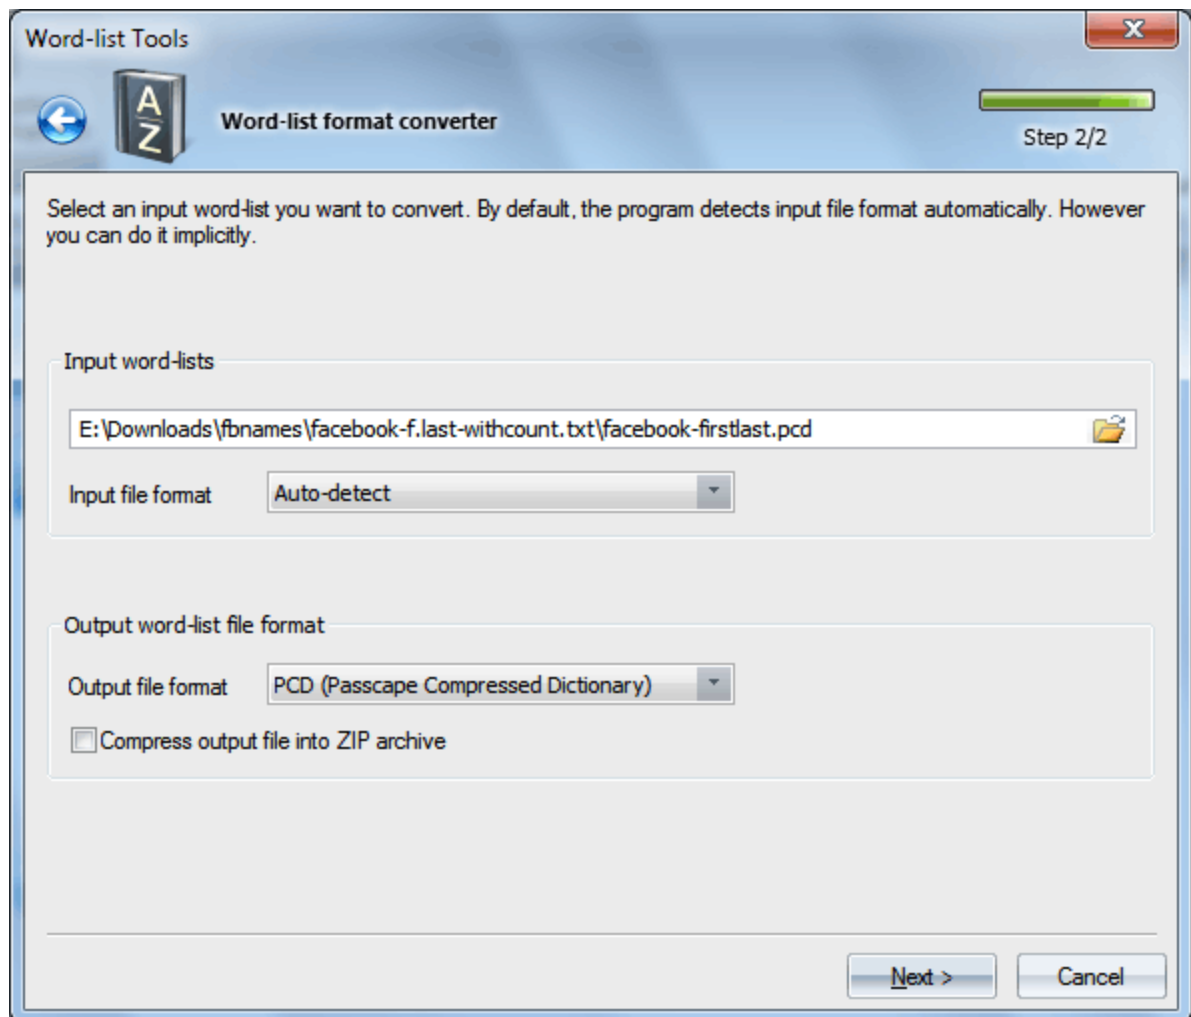 Word-list Tools
A
Z
Word-list format converter
Step 2/2
Select an input word-list you want to convert. By default, the program detects input file format automatically. However
you can do it implicitly.
Input word-lists
E:\Downloads\fbnames\facebook-f.last-withcount.txt\facebook-firstlast.pcd
Input file format Auto-detect
Output word-list file format
Output file format PCD (Passcape Compressed Dictionary)
Compress output file into ZIP archive
Next > Cancel